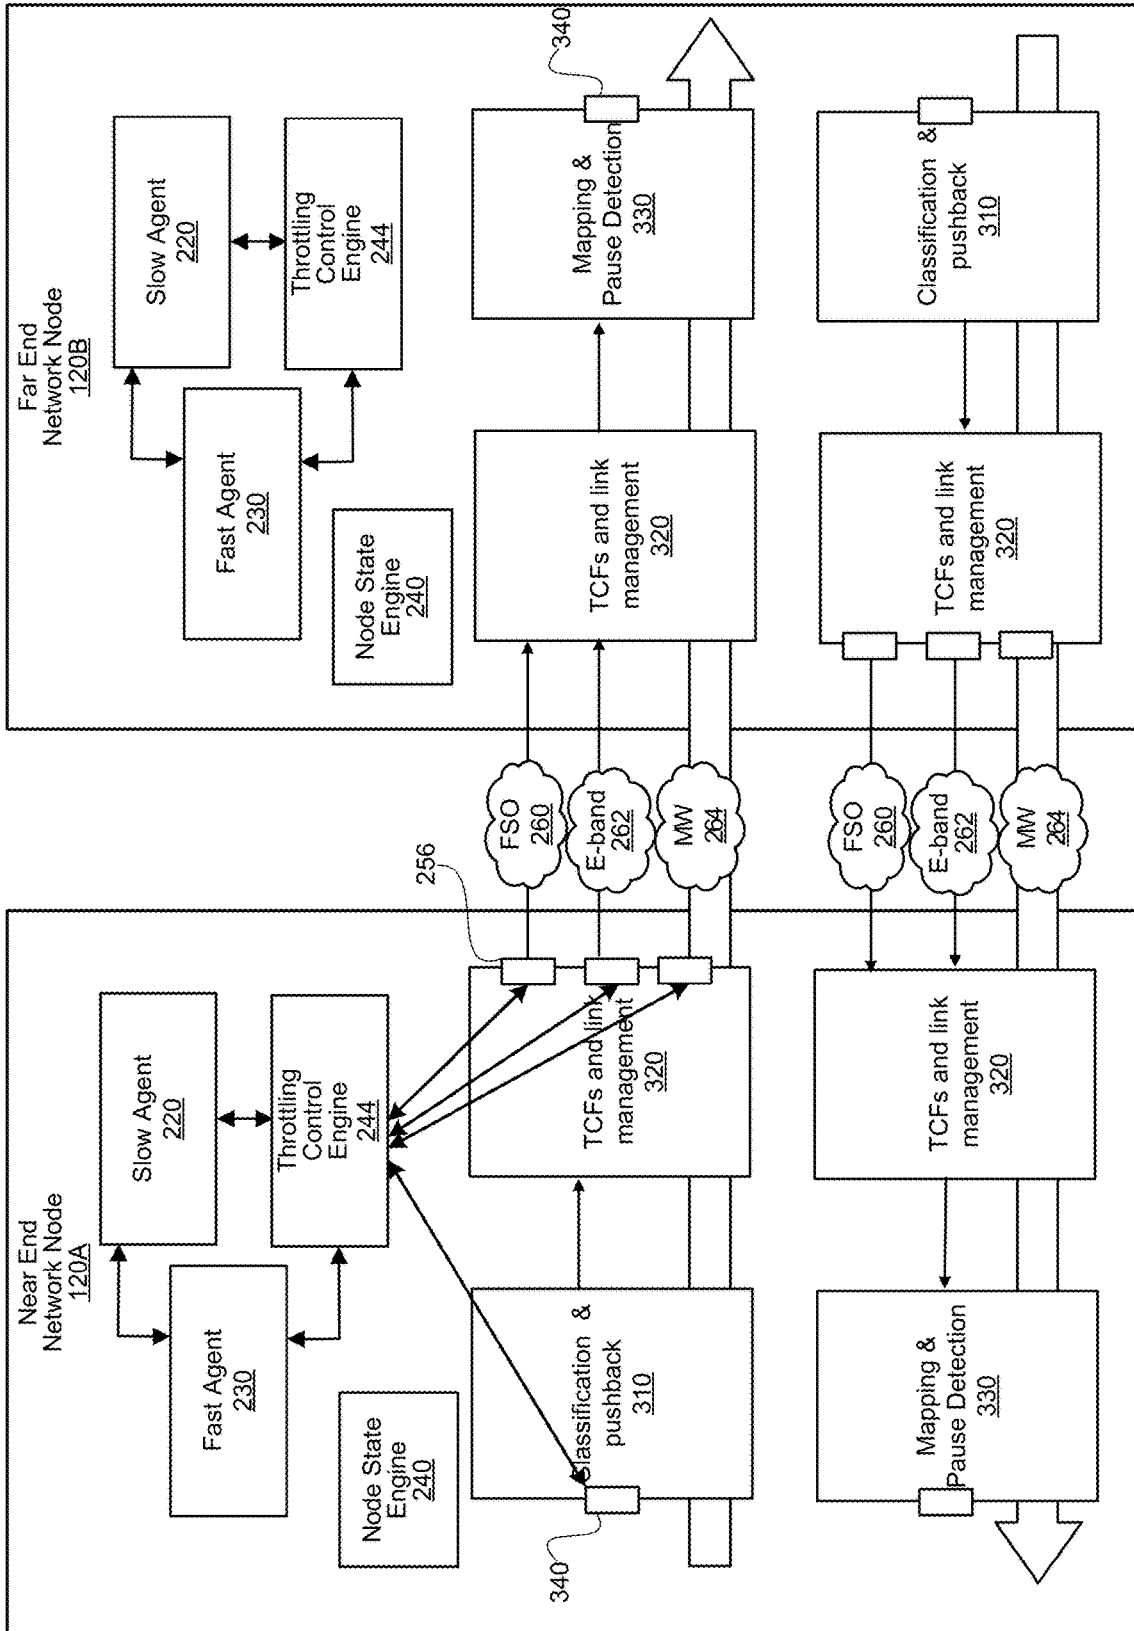 Near End
Network Node
120A
Slow Agent
220
Fast Agent
230
Throttling
Control
Engine
244
Node State
Engine
240
256
340
Classification &
pushback
310
TCFs and link
management
320
Mapping &
Pause Detection
330
TCFs and link
management
320
FSO
260
E-band
262
MW
264
FSO
260
E-band
262
MW
264
Far End
Network Node
120B
Slow Agent
220
Fast Agent
230
Throttling
Control
Engine
244
Node State
Engine
240
340
TCFs and link
management
320
Mapping &
Pause Detection
330
TCFs and link
management
320
Classification &
pushback
310